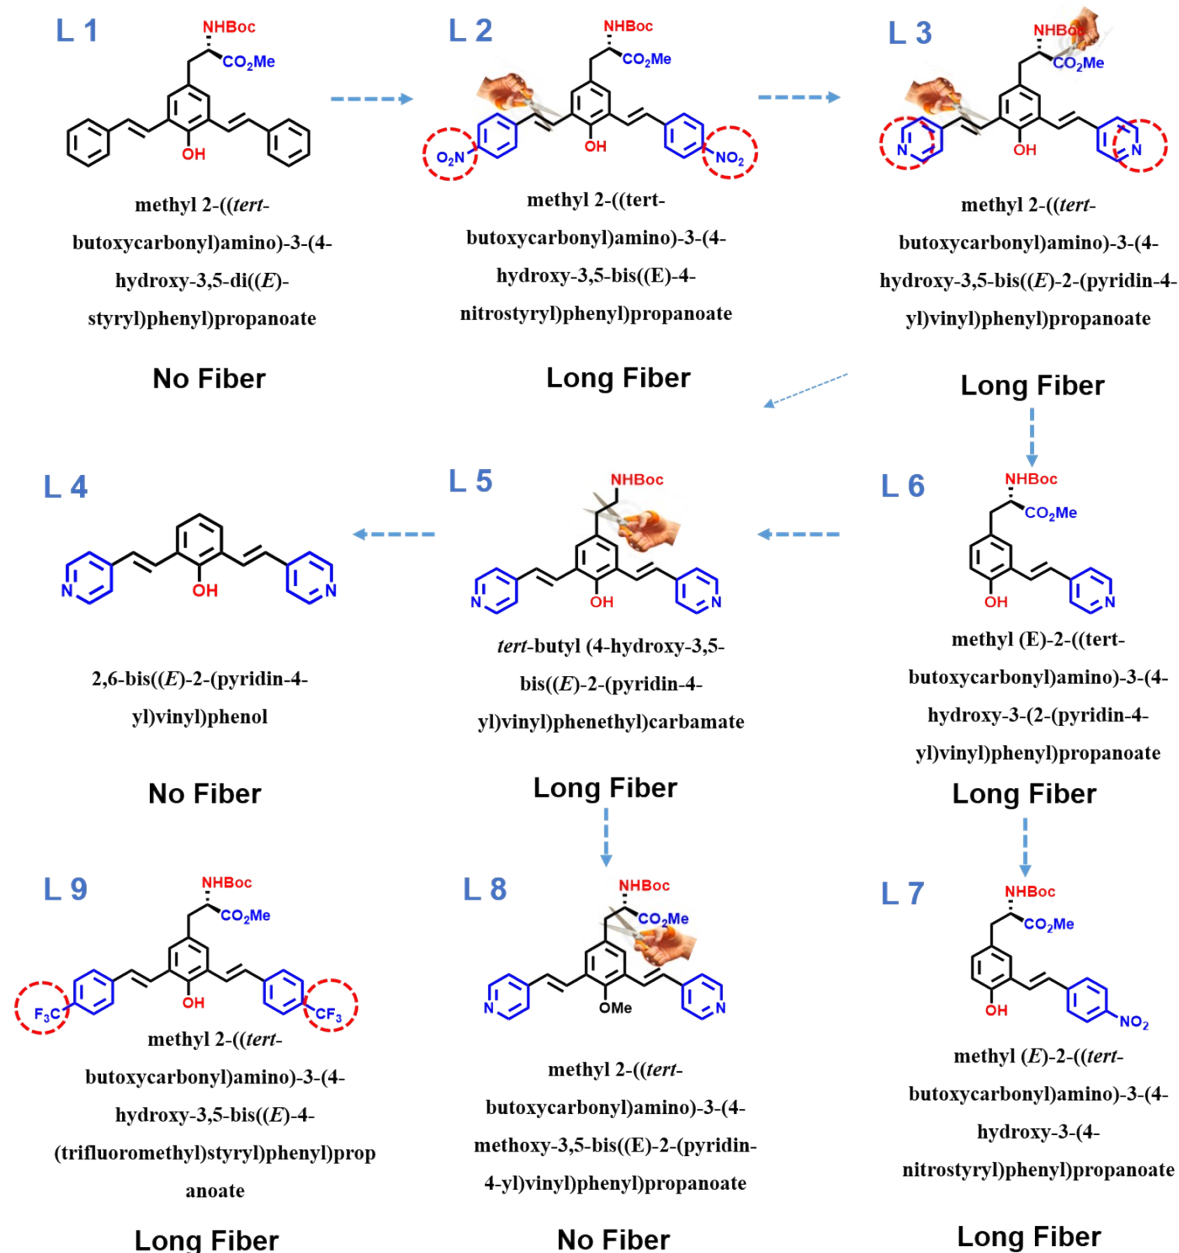 L 1
NHBoc
CO2Me
OH
methyl 2-((tert-
butoxycarbonyl)amino)-3-(4-
hydroxy-3,5-di((E)-
styryl)phenyl)propanoate
No Fiber
L 2
NHBoc
CO2Me
O2N
OH
NO2
methyl 2-((tert-
butoxycarbonyl)amino)-3-(4-
hydroxy-3,5-bis((E)-4-
nitrostyryl)phenyl)propanoate
Long Fiber
L 3
NHBoc
CO2Me
N
OH
N
methyl 2-((tert-
butoxycarbonyl)amino)-3-(4-
hydroxy-3,5-bis((E)-2-(pyridin-4-
yl)vinyl)phenyl)propanoate
Long Fiber
L 4
N
OH
N
2,6-bis((E)-2-(pyridin-4-
yl)vinyl)phenol
No Fiber
L 5
NHBoc
N
OH
N
tert-butyl (4-hydroxy-3,5-
bis((E)-2-(pyridin-4-
yl)vinyl)phenethyl)carbamate
Long Fiber
L 6
NHBoc
CO2Me
OH
N
methyl (E)-2-((tert-
butoxycarbonyl)amino)-3-(4-
hydroxy-3-(2-(pyridin-4-
yl)vinyl)phenyl)propanoate
Long Fiber
L 9
NHBoc
CO2Me
F3C
OH
CF3
methyl 2-((tert-
butoxycarbonyl)amino)-3-(4-
hydroxy-3,5-bis((E)-4-
(trifluoromethyl)styryl)phenyl)prop
anoate
Long Fiber
L 8
NHBoc
CO2Me
N
OMe
N
methyl 2-((tert-
butoxycarbonyl)amino)-3-(4-
methoxy-3,5-bis((E)-2-(pyridin-
4-yl)vinyl)phenyl)propanoate
No Fiber
L 7
NHBoc
CO2Me
OH
NO2
methyl (E)-2-((tert-
butoxycarbonyl)amino)-3-(4-
hydroxy-3-(4-
nitrostyryl)phenyl)propanoate
Long Fiber